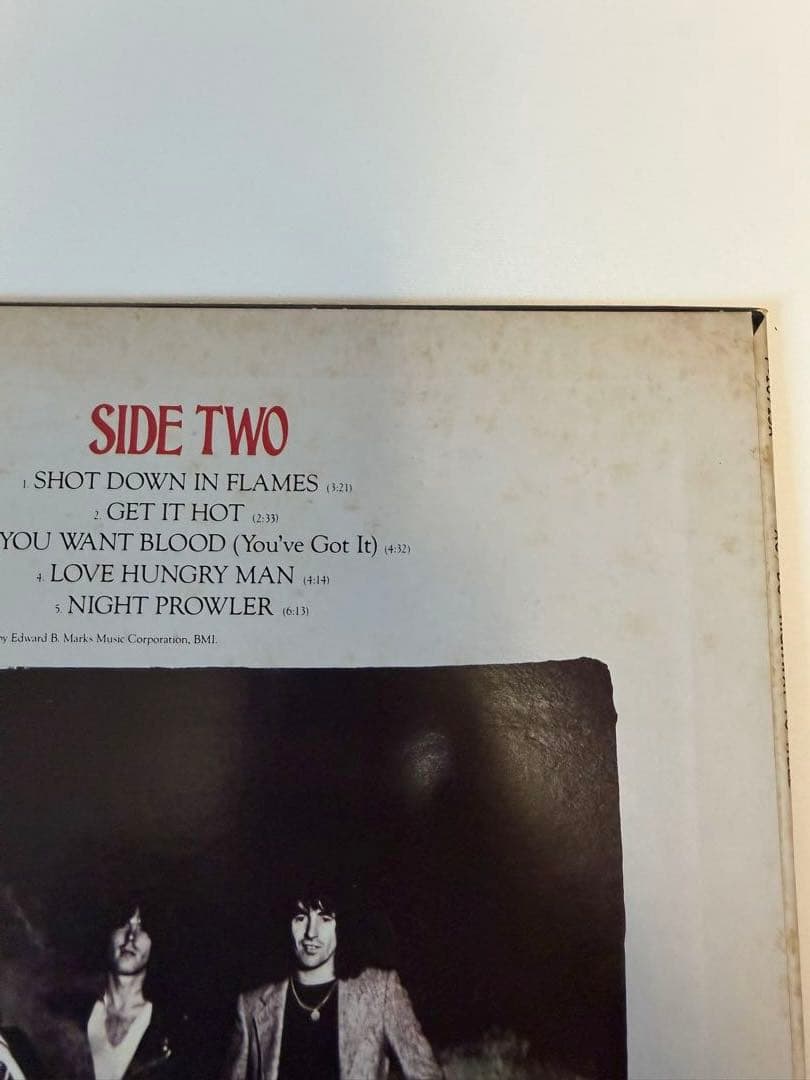 SIDE TWO
1. SHOT DOWN IN FLAMES (3:21)
2. GET IT HOT (2:33)
YOU WANT BLOOD (You've Got It) (4:32)
4. LOVE HUNGRY MAN (4:14)
5. NIGHT PROWLER (6:13)
by Edward B. Marks Music Corporation, BMI.